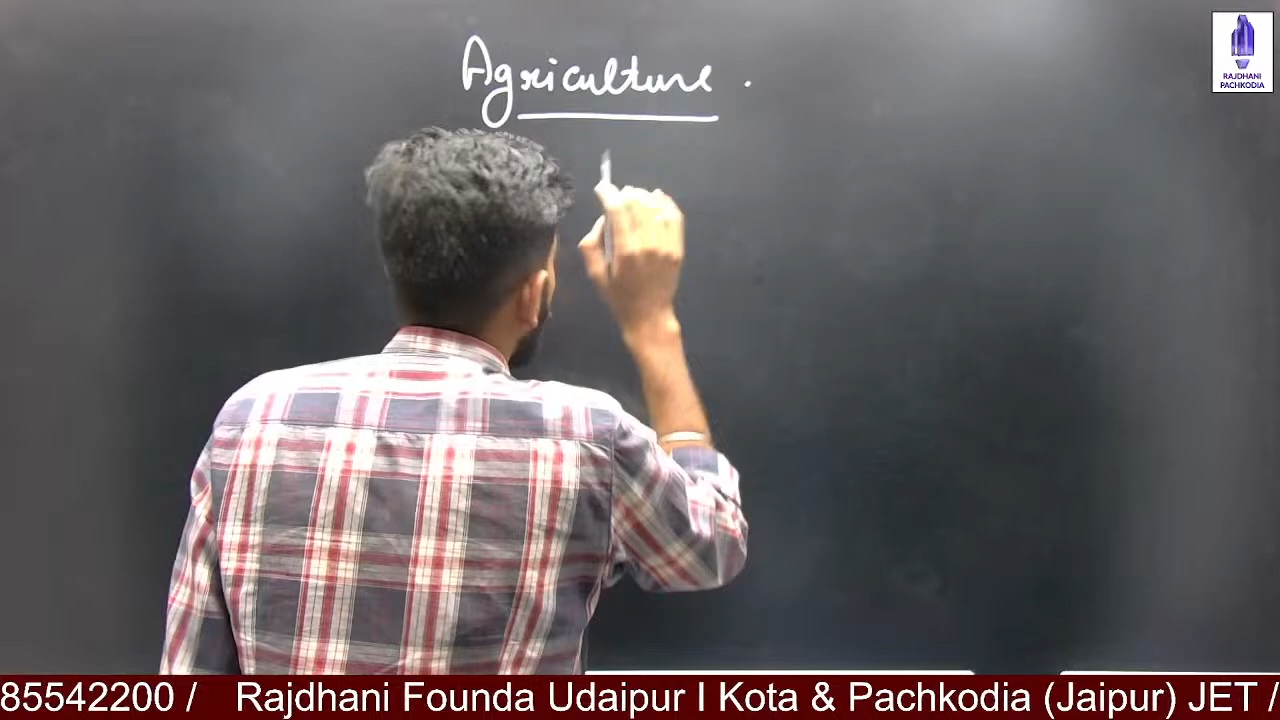 Agriculture .
RAJDHANI
PACHKODIA
85542200 / Rajdhani Founda Udaipur I Kota & Pachkodia (Jaipur) JET /